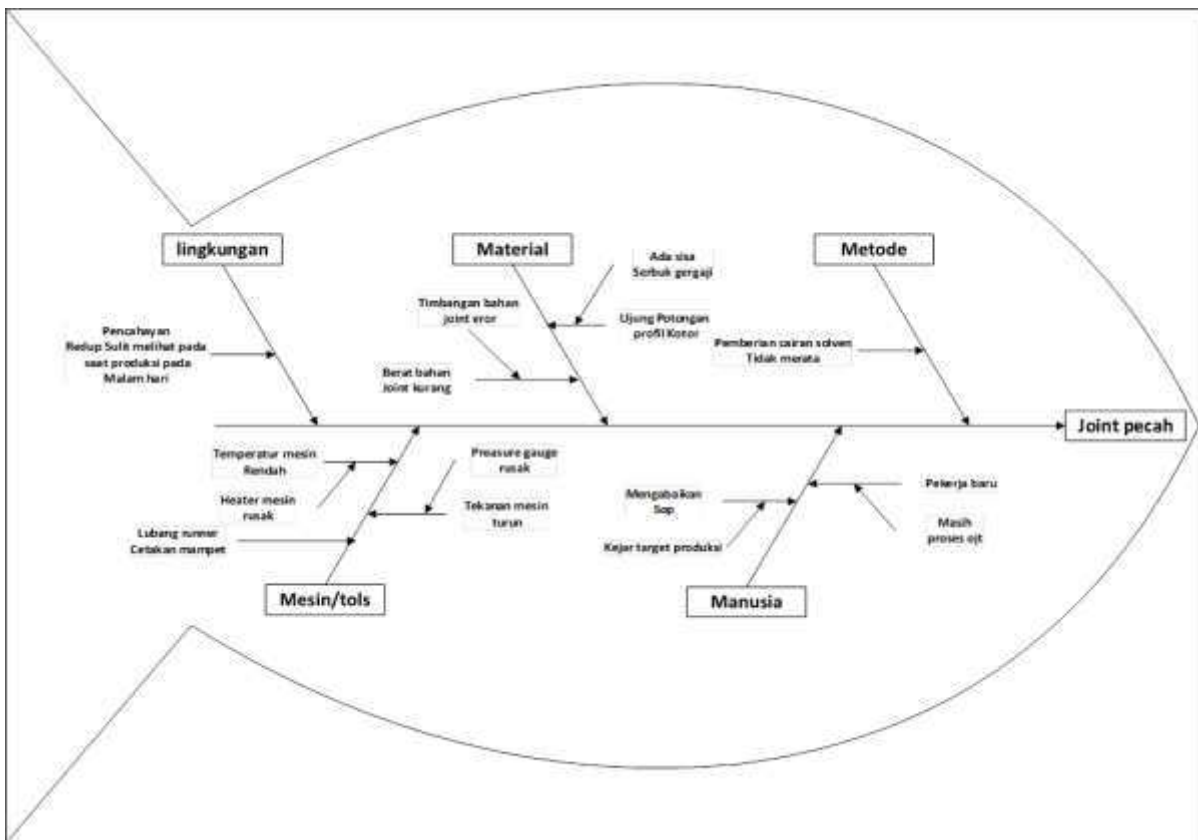 lingkungan
Material
Metode
Ada sisa
Serbuk gergaji
Timbangan bahan
joint eror
Ujung Potongan
profil Kotor
Pencahayan
Redup Sulit melihat pada
saat produksi pada
Malam hari
Pemberian cairan solven
Tidak merata
Berat bahan
Joint kurang
Joint pecah
Temperatur mesin
Rendah
Preasure gauge
rusak
Heater mesin
rusak
Tekanan mesin
turun
Lubang runner
Cetakan mampet
Mengabaikan
Sop
Pekerja baru
Kejar target produksi
Masih
proses ojt
Mesin/tols
Manusia